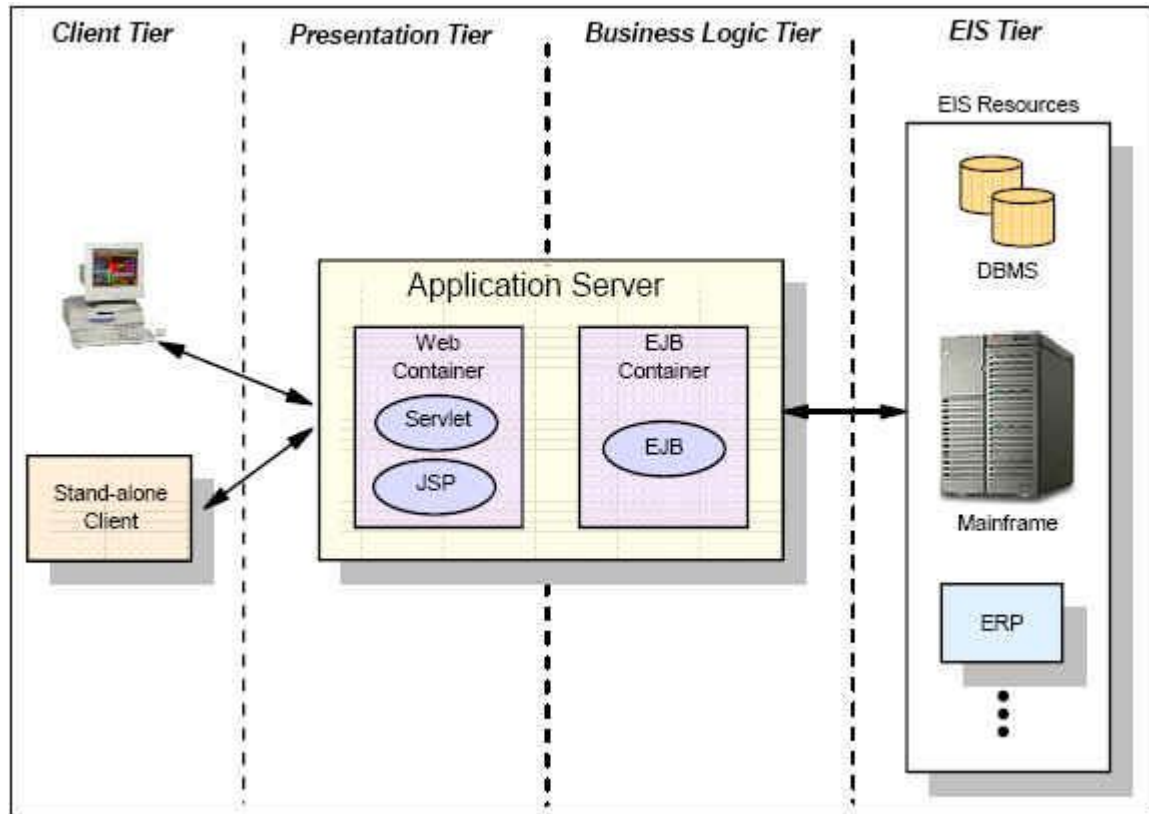 Client Tier
Presentation Tier
Business Logic Tier
EIS Tier
EIS Resources
DBMS
Application Server
Web
Container
Servlet
JSP
EJB
Container
EJB
Stand-alone
Client
Mainframe
ERP